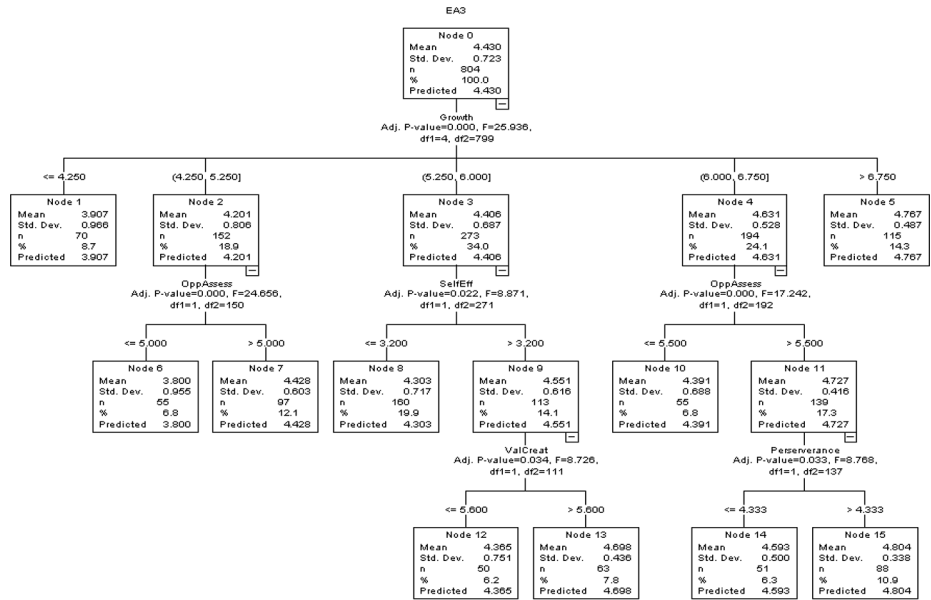 EA3
Node 0
Mean 4.430
Std. Dev. 0.723
n 804
% 100.0
Predicted 4.430
Growth
Adj. P-value=0.000, F=25.936,
df1=4, df2=799
<= 4.250
(4.250, 5.250]
(5.250, 6.000]
(6.000, 6.750]
> 6.750
Node 1
Mean 3.907
Std. Dev. 0.966
n 70
% 8.7
Predicted 3.907
Node 2
Mean 4.201
Std. Dev. 0.806
n 152
% 18.9
Predicted 4.201
Node 3
Mean 4.406
Std. Dev. 0.687
n 273
% 34.0
Predicted 4.406
Node 4
Mean 4.631
Std. Dev. 0.528
n 194
% 24.1
Predicted 4.631
Node 5
Mean 4.767
Std. Dev. 0.487
n 115
% 14.3
Predicted 4.767
OppAssess
Adj. P-value=0.000, F=24.656,
df1=1, df2=150
SelfEff
Adj. P-value=0.022, F=8.871,
df1=1, df2=271
OppAssess
Adj. P-value=0.000, F=17.242,
df1=1, df2=192
<= 5.000
> 5.000
<= 3.200
> 3.200
<= 5.500
> 5.500
Node 6
Mean 3.800
Std. Dev. 0.955
n 55
% 6.8
Predicted 3.800
Node 7
Mean 4.428
Std. Dev. 0.603
n 97
% 12.1
Predicted 4.428
Node 8
Mean 4.303
Std. Dev. 0.717
n 160
% 19.9
Predicted 4.303
Node 9
Mean 4.551
Std. Dev. 0.616
n 113
% 14.1
Predicted 4.551
Node 10
Mean 4.391
Std. Dev. 0.688
n 55
% 6.8
Predicted 4.391
Node 11
Mean 4.727
Std. Dev. 0.416
n 139
% 17.3
Predicted 4.727
ValCreat
Adj. P-value=0.034, F=8.726,
df1=1, df2=111
Perserverance
Adj. P-value=0.033, F=8.768,
df1=1, df2=137
<= 5.600
> 5.600
<= 4.333
> 4.333
Node 12
Mean 4.365
Std. Dev. 0.751
n 50
% 6.2
Predicted 4.365
Node 13
Mean 4.698
Std. Dev. 0.436
n 63
% 7.8
Predicted 4.698
Node 14
Mean 4.593
Std. Dev. 0.500
n 51
% 6.3
Predicted 4.593
Node 15
Mean 4.804
Std. Dev. 0.338
n 88
% 10.9
Predicted 4.804